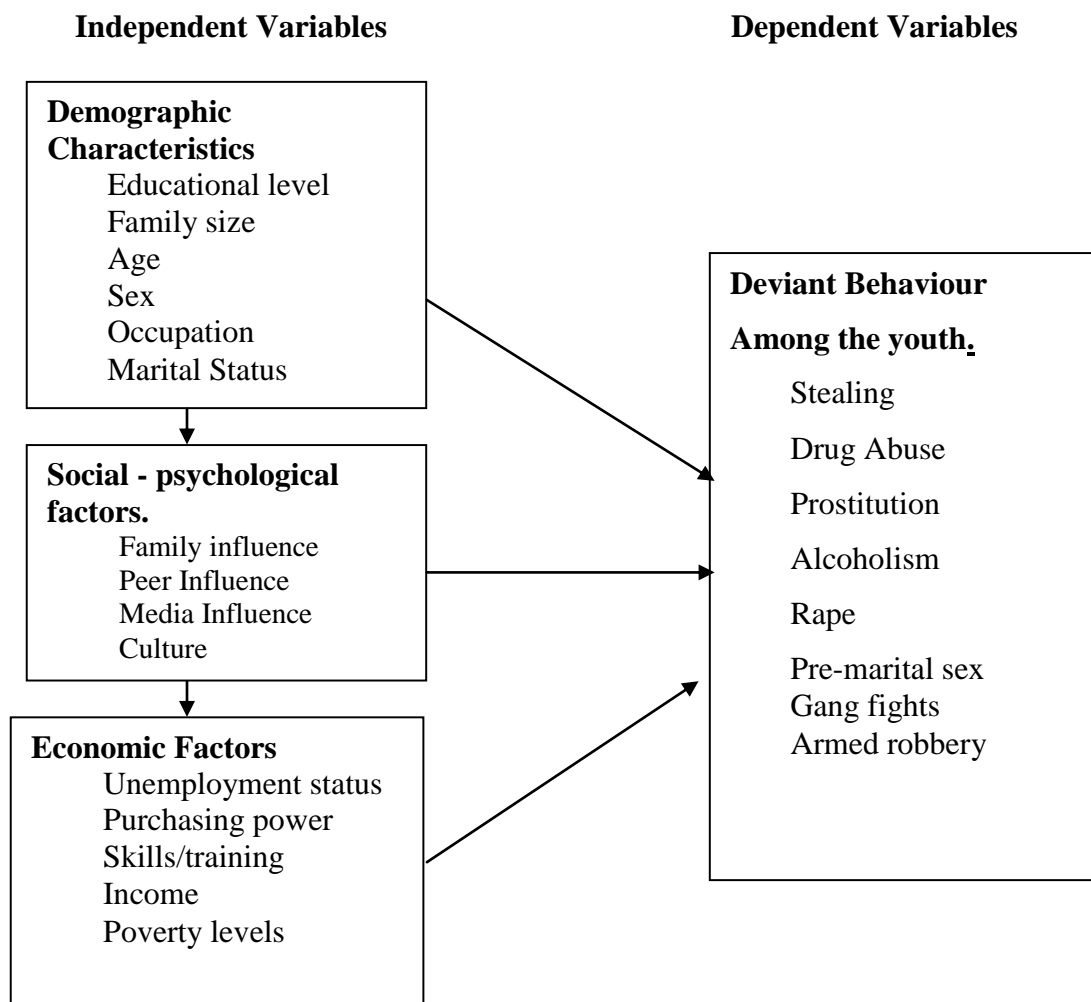 Independent Variables
Dependent Variables
Demographic
Characteristics
Educational level
Family size
Age
Sex
Occupation
Marital Status
Social - psychological
factors.
Family influence
Peer Influence
Media Influence
Culture
Economic Factors
Unemployment status
Purchasing power
Skills/training
Income
Poverty levels
Deviant Behaviour
Among the youth.
Stealing
Drug Abuse
Prostitution
Alcoholism
Rape
Pre-marital sex
Gang fights
Armed robbery